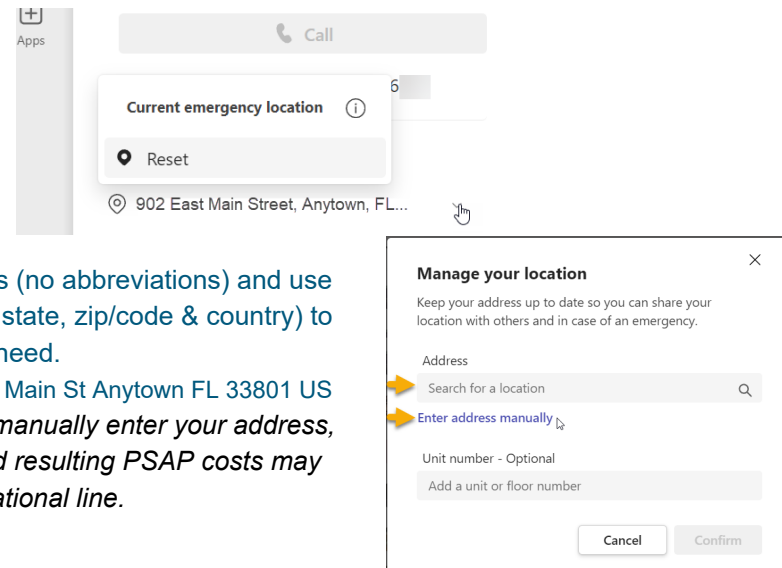 Apps
Call
6
Current emergency location
Reset
902 East Main Street, Anytown, FL...
s (no abbreviations) and use
state, zip/code & country) to
need.
Main St Anytown FL 33801 US
manually enter your address,
d resulting PSAP costs may
ational line.
Manage your location
Keep your address up to date so you can share your
location with others and in case of an emergency.
Address
Search for a location
Enter address manually
Unit number - Optional
Add a unit or floor number
Cancel Confirm